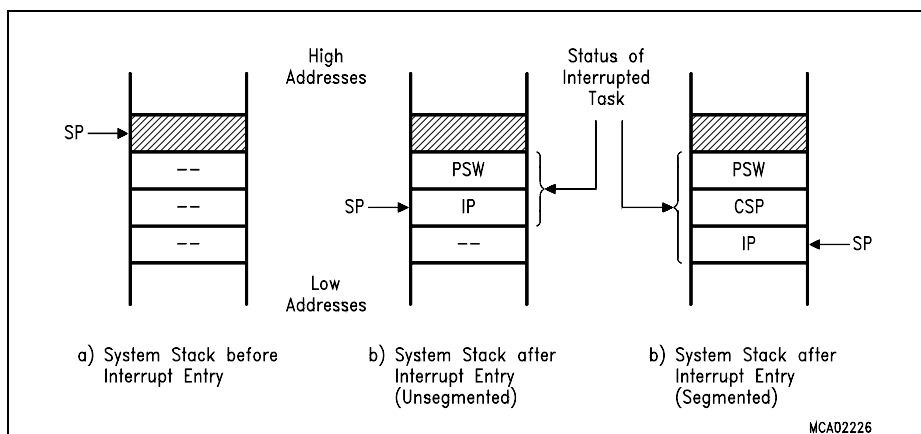 High
Addresses
Status of
Interrupted
Task
SP
--
PSW
PSW
--
SP
IP
CSP
--
--
IP
SP
Low
Addresses
a) System Stack before
Interrupt Entry
b) System Stack after
Interrupt Entry
(Unsegmented)
b) System Stack after
Interrupt Entry
(Segmented)
MCA02226